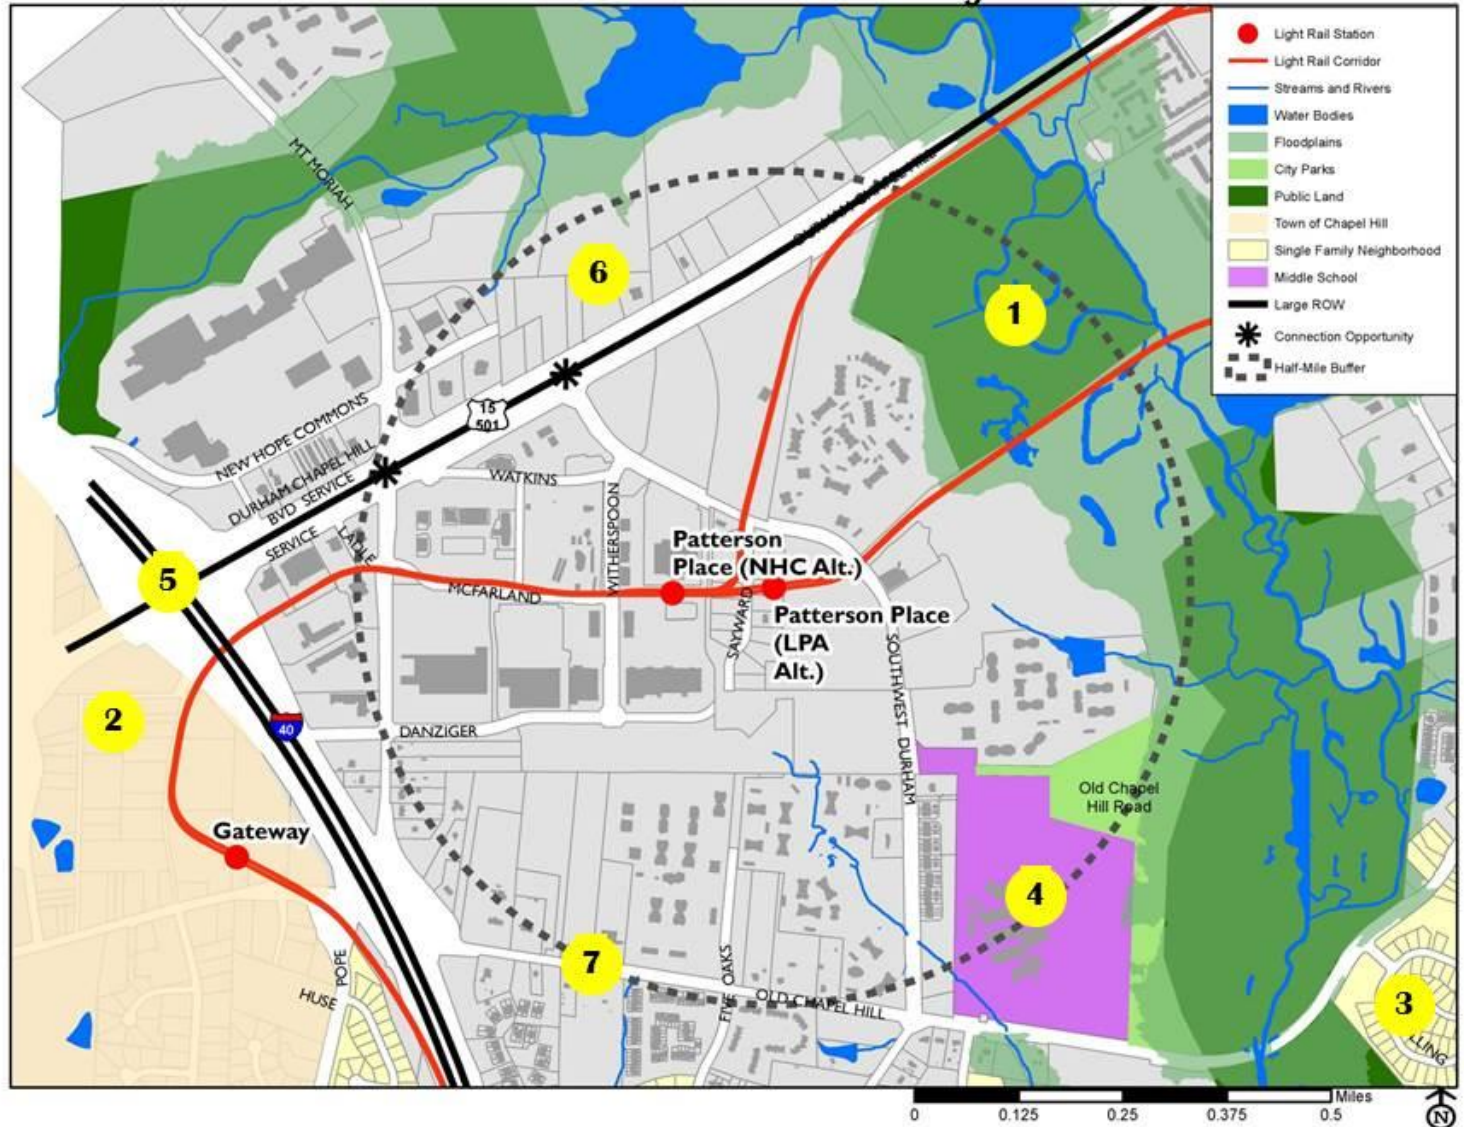 Light Rail Station
Light Rail Corridor
Streams and Rivers
Water Bodies
Floodplains
City Parks
Public Land
Town of Chapel Hill
Single Family Neighborhood
Middle School
Large ROW
Connection Opportunity
Half-Mile Buffer
MT MORIAH
6
1
15
501
NEW HOPE COMMONS
DURHAM CHAPEL HILL
BVD SERVICE
SERVICE
WATKINS
WITHERSPOON
Patterson
Place (NHC Alt.)
MCFARLAND
5
Patterson Place
(LPA
Alt.)
SAYWARD
SOUTHWEST DURHAM
2
40
DANZIGER
Old Chapel
Hill Road
Gateway
4
7
FIVE OAKS
OLD CHAPEL HILL
POPE
HUSE
3
LLING
Miles
0
0.125
0.25
0.375
0.5
N